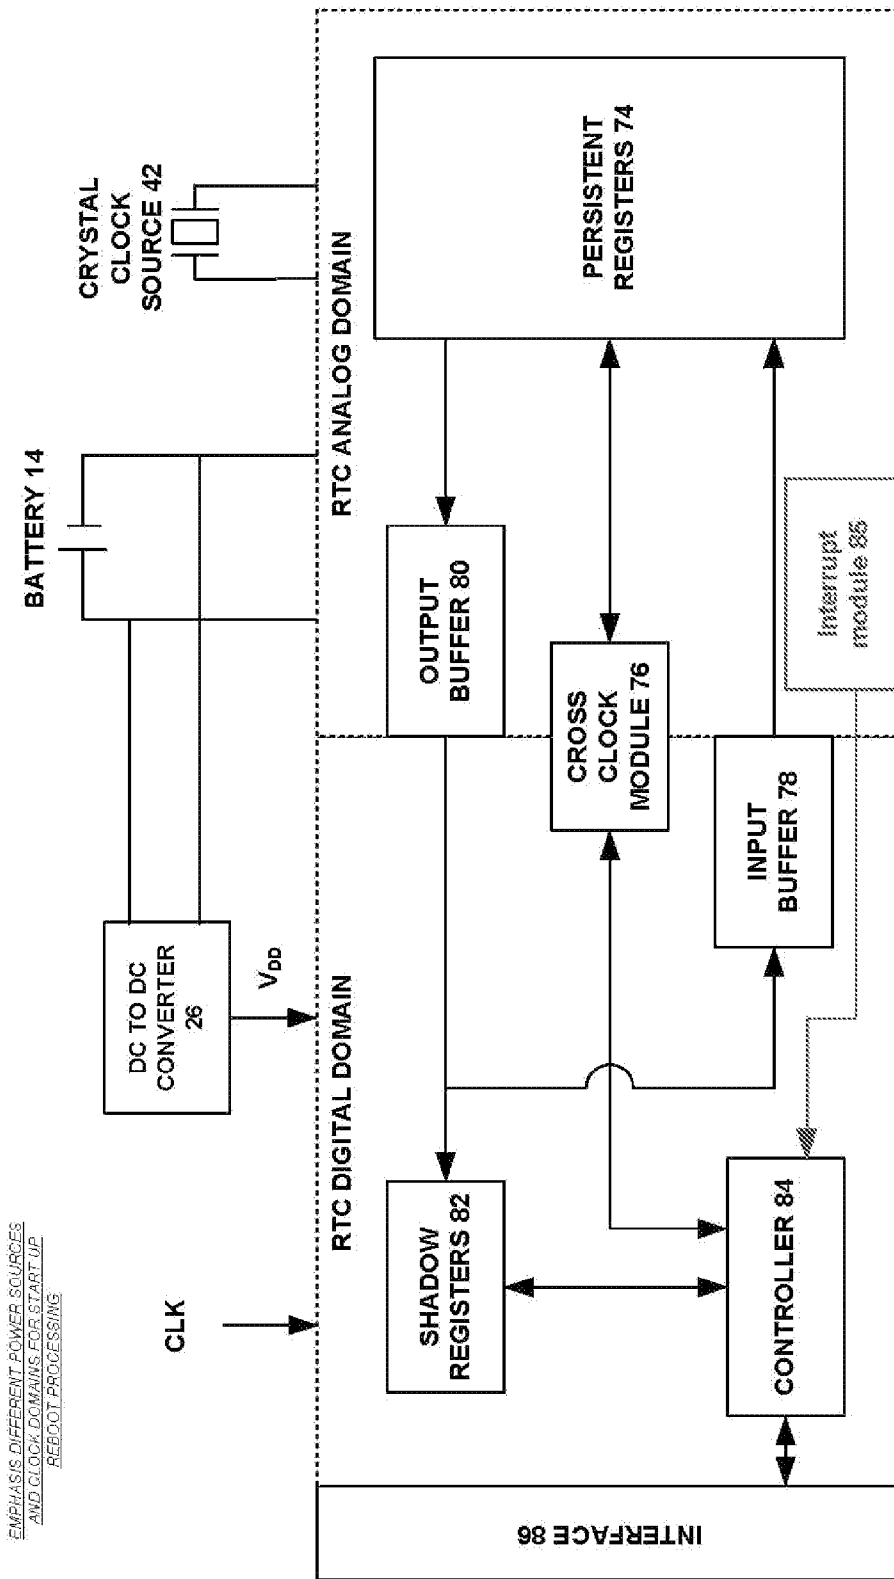 EMPHASIS DIFFERENT POWER SOURCES
AND CLOCK DOMAINS FOR START UP
REBOOT PROCESSING
CLK
DC TO DC
CONVERTER
26
VDD
BATTERY 14
CRYSTAL
CLOCK
SOURCE 42
RTC DIGITAL DOMAIN
RTC ANALOG DOMAIN
SHADOW
REGISTERS 82
OUTPUT
BUFFER 80
PERSISTENT
REGISTERS 74
CROSS
CLOCK
MODULE 76
INPUT
BUFFER 78
CONTROLLER 84
Interrupt
module 85
INTERFACE 86